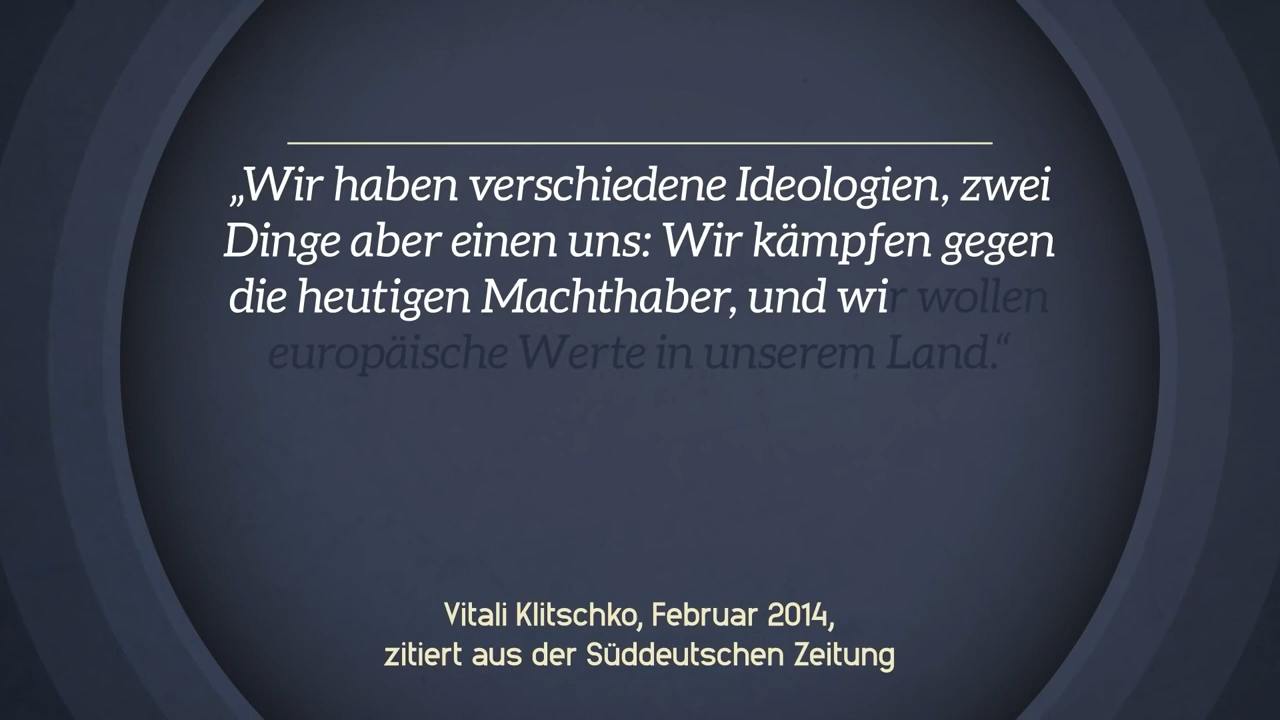 „Wir haben verschiedene Ideologien, zwei
Dinge aber einen uns: Wir kämpfen gegen
die heutigen Machthaber, und wir wollen
europäische Werte in unserem Land.“
Vitali Klitschko, Februar 2014,
zitiert aus der Süddeutschen Zeitung